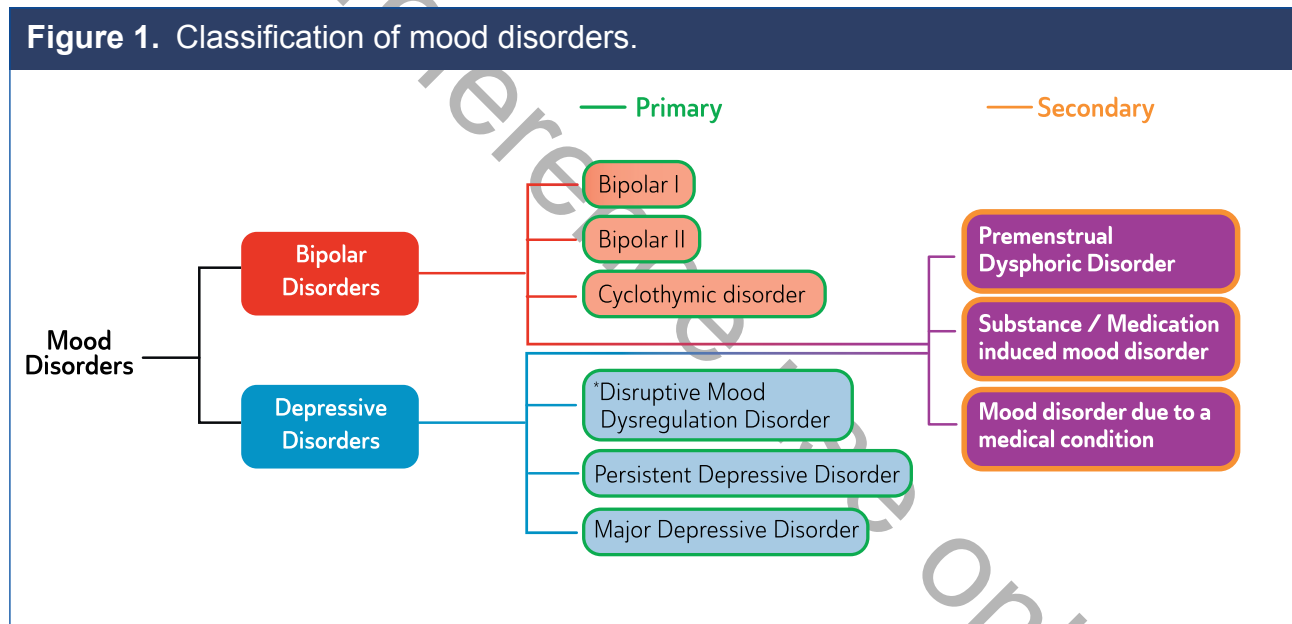 Figure 1. Classification of mood disorders.
Primary
Secondary
Mood
Disorders
Bipolar
Disorders
Depressive
Disorders
Bipolar I
Bipolar II
Cyclothymic disorder
*Disruptive Mood
Dysregulation Disorder
Persistent Depressive Disorder
Major Depressive Disorder
Premenstrual
Dysphoric Disorder
Substance / Medication
induced mood disorder
Mood disorder due to a
medical condition